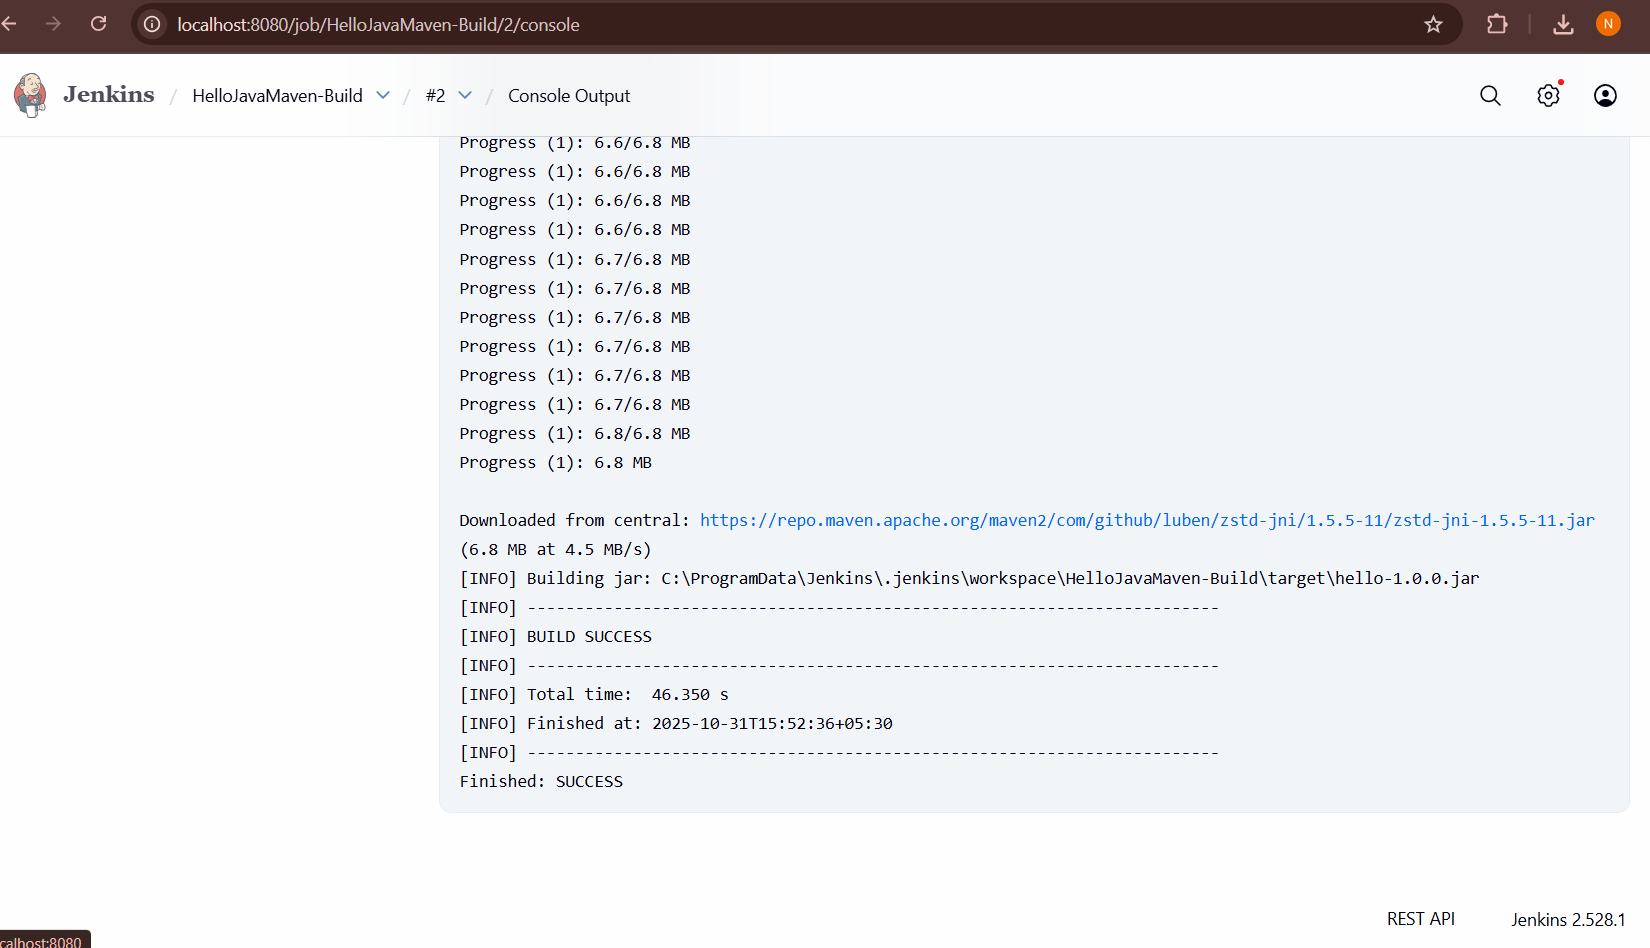 localhost:8080/job/HelloJavaMaven-Build/2/console
N
Jenkins / HelloJavaMaven-Build / #2 / Console Output
Progress (1): 6.6/6.8 MB
Progress (1): 6.6/6.8 MB
Progress (1): 6.6/6.8 MB
Progress (1): 6.6/6.8 MB
Progress (1): 6.7/6.8 MB
Progress (1): 6.7/6.8 MB
Progress (1): 6.7/6.8 MB
Progress (1): 6.7/6.8 MB
Progress (1): 6.7/6.8 MB
Progress (1): 6.7/6.8 MB
Progress (1): 6.8/6.8 MB
Progress (1): 6.8 MB
Downloaded from central: https://repo.maven.apache.org/maven2/com/github/luben/zstd-jni/1.5.5-11/zstd-jni-1.5.5-11.jar
(6.8 MB at 4.5 MB/s)
[INFO] Building jar: C:\ProgramData\Jenkins\.jenkins\workspace\HelloJavaMaven-Build\target\hello-1.0.0.jar
[INFO] ------------------------------------------------------------------------
[INFO] BUILD SUCCESS
[INFO] ------------------------------------------------------------------------
[INFO] Total time:  46.350 s
[INFO] Finished at: 2025-10-31T15:52:36+05:30
[INFO] ------------------------------------------------------------------------
Finished: SUCCESS
REST API
Jenkins 2.528.1
calhost:8080